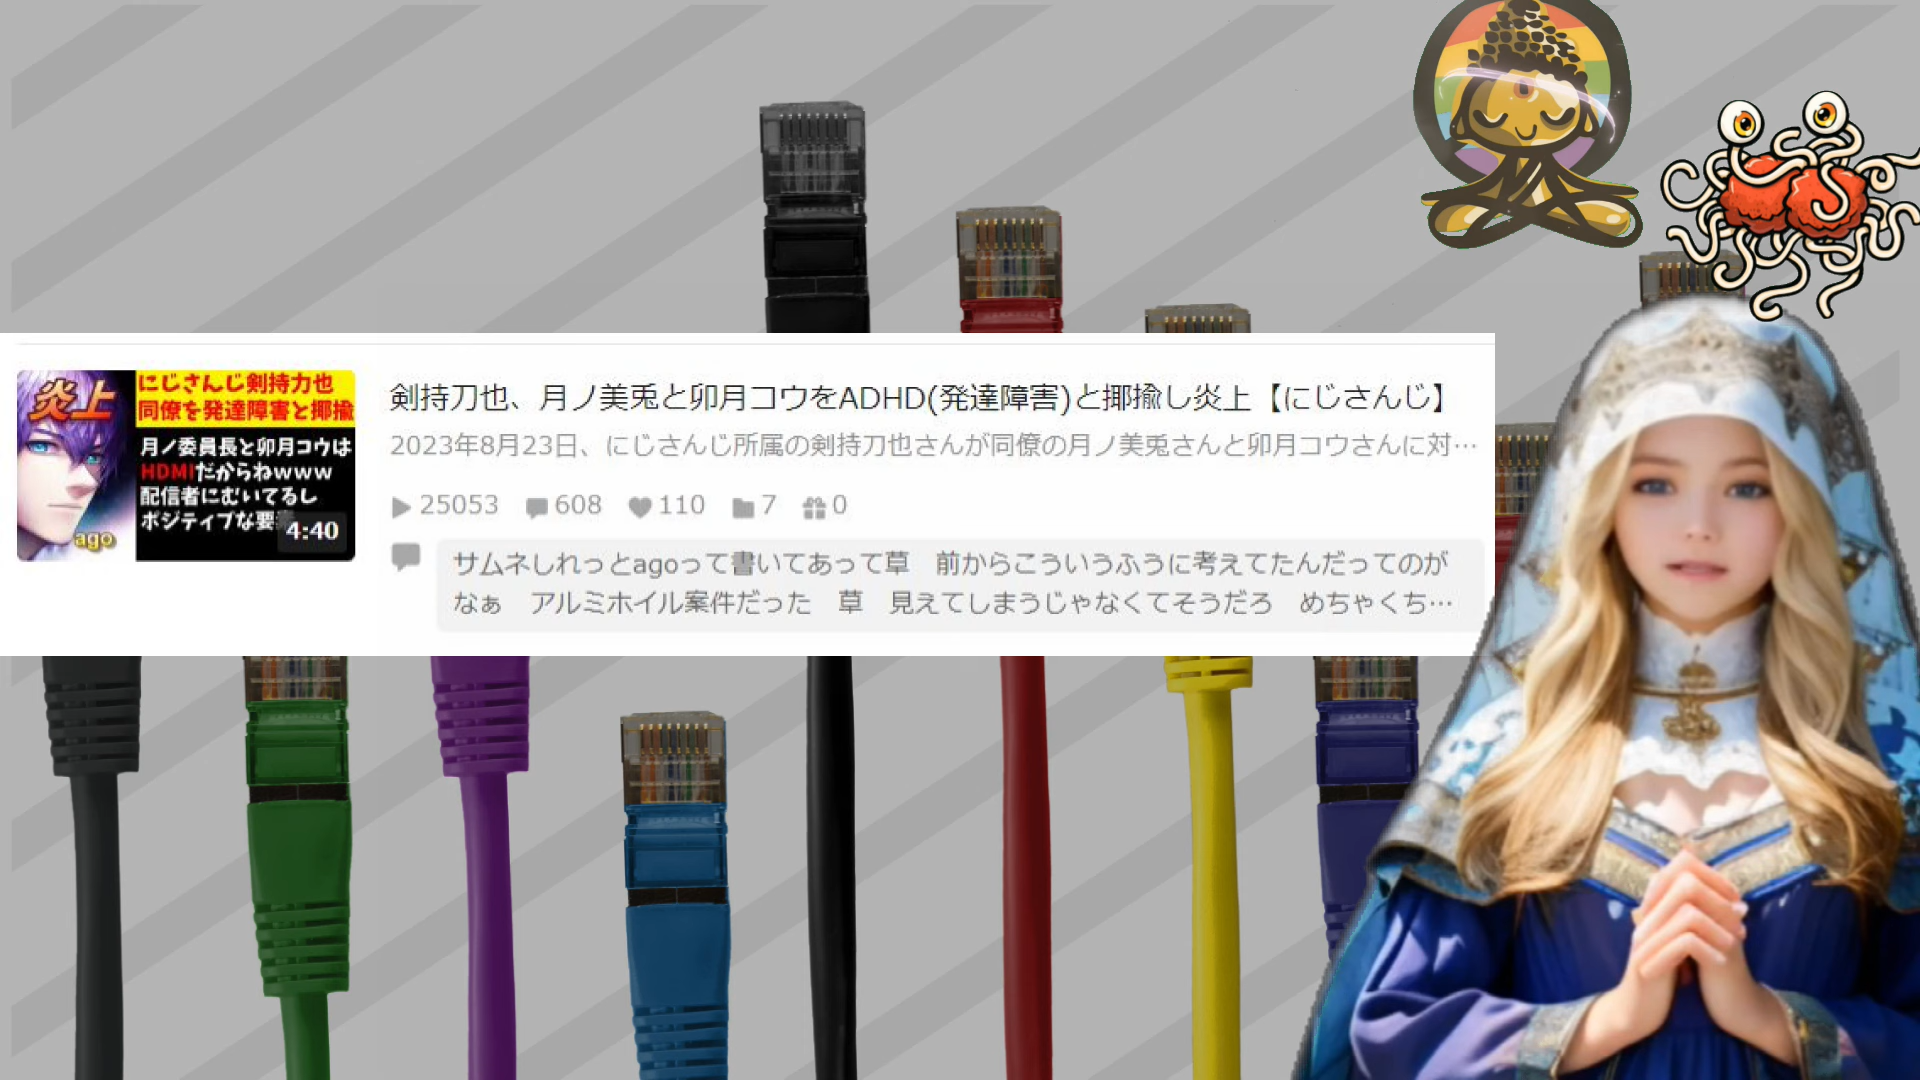 炎上
にじさんじ剣持力也
同僚を発達障害と揶揄
月ノ委員長と卯月コウは
HDMIだからねwww
配信者にむいてるし
ポジティブな要
ago
4:40
剣持刀也、月ノ美兎と卯月コウをADHD(発達障害)と揶揄し炎上【にじさんじ】
2023年8月23日、にじさんじ所属の剣持刀也さんが同僚の月ノ美兎さんと卯月コウさんに対…
25053 608 110 7 0
サムネしれっとagoって書いてあって草　前からこういうふうに考えてたんだってのが
なぁ　アルミホイル案件だった　草　見えてしまうじゃなくてそうだろ　めちゃくち…